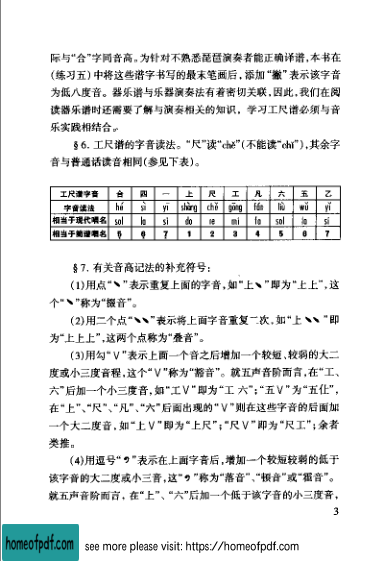 际与“合”字同音高。为针对不熟悉琵琶演奏者能正确译谱,本书在
(练习五)中将这些谱字书写的最末笔画后,添加“撇”表示该字音
为低八度音。器乐谱与乐器演奏法有着密切关联,因此,我们在阅
读器乐谱时还需要了解与演奏相关的知识,学习工尺谱必须与音
乐实践相结合。
§6. 工尺谱的字音读法。“尺”读“chě”(不能读“chǐ”),其余字
音与普通话读音相同(参见下表)。
工尺谱字音 合 四 一 上 尺 工 凡 六 五 乙
字音读法 hé sì yī shàng chě gōng fán liù wǔ yǐ
相当于现代唱名 sol la si do re mi fa sol la si
相当于简谱唱名 5 6 7 1 2 3 4 5 6 7
§7. 有关音高记法的补充符号:
(1)用点“丶”表示重复上面的字音,如“上丶”即为“上上”,这
个“丶”称为“掇音”。
(2)用二个点“丶丶”表示将上面字音重复二次,如“上丶丶”即
为“上上上”,这两个点称为“叠音”。
(3)用勾“∨”表示上面一个音之后增加一个较短、较弱的大二
度或小三度音程,这个“∨”称为“豁音”。就五声音阶而言,在“工、
六”后加一个小三度音,如“工∨”即为“工 六”;“五∨”为“五仩”,
在“上”、“尺”、“凡”、“六”后面出现的“∨”则在这些字音的后面加
一个大二度音,如“上∨”即为“上尺”;“尺∨”即为“尺工”;余者
类推。
(4)用逗号“,”表示在上面字音后,增加一个较短较弱的低于
该字音的大二度或小三音,这“,”称为“落音”、“顿音”或“霍音”。
就五声音阶而言,在“上”、“六”后加一个低于该字音的小三度音,
3
homeofpdf.com
see more please visit: https://homeofpdf.com